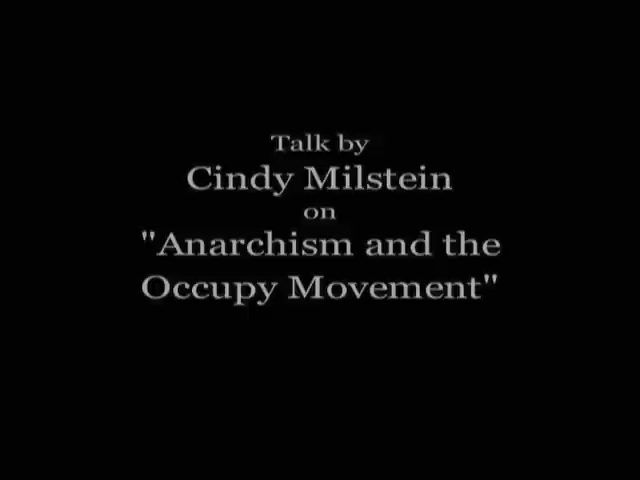 Talk by
Cindy Milstein
on
"Anarchism and the
Occupy Movement"